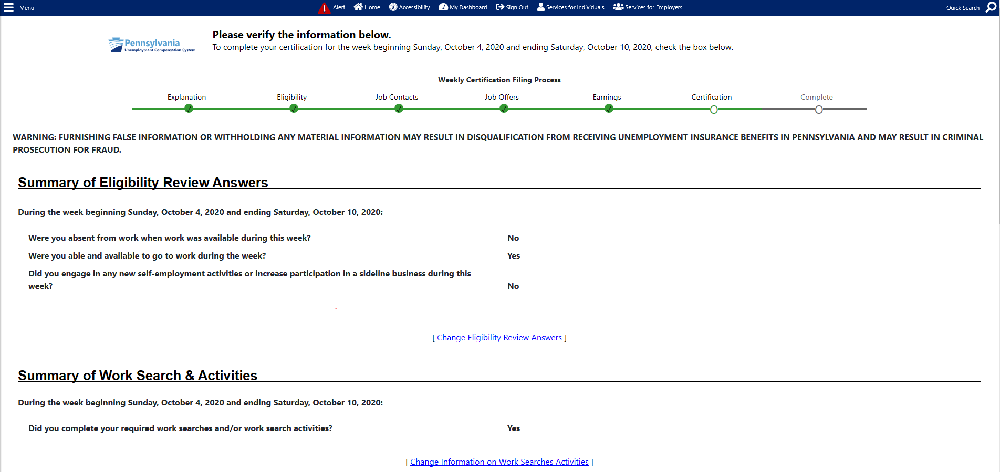 Menu
Alert Home Accessibility My Dashboard Sign Out Services for Individuals Services for Employers
Quick Search
Pennsylvania
Unemployment Compensation System
Please verify the information below.
To complete your certification for the week beginning Sunday, October 4, 2020 and ending Saturday, October 10, 2020, check the box below.
Weekly Certification Filing Process
Explanation Eligibility Job Contacts Job Offers Earnings Certification Complete
WARNING: FURNISHING FALSE INFORMATION OR WITHHOLDING ANY MATERIAL INFORMATION MAY RESULT IN DISQUALIFICATION FROM RECEIVING UNEMPLOYMENT INSURANCE BENEFITS IN PENNSYLVANIA AND MAY RESULT IN CRIMINAL
PROSECUTION FOR FRAUD.
Summary of Eligibility Review Answers
During the week beginning Sunday, October 4, 2020 and ending Saturday, October 10, 2020:
Were you absent from work when work was available during this week? No
Were you able and available to go to work during the week? Yes
Did you engage in any new self-employment activities or increase participation in a sideline business during this
week? No
[ Change Eligibility Review Answers ]
Summary of Work Search & Activities
During the week beginning Sunday, October 4, 2020 and ending Saturday, October 10, 2020:
Did you complete your required work searches and/or work search activities? Yes
[ Change Information on Work Searches Activities ]